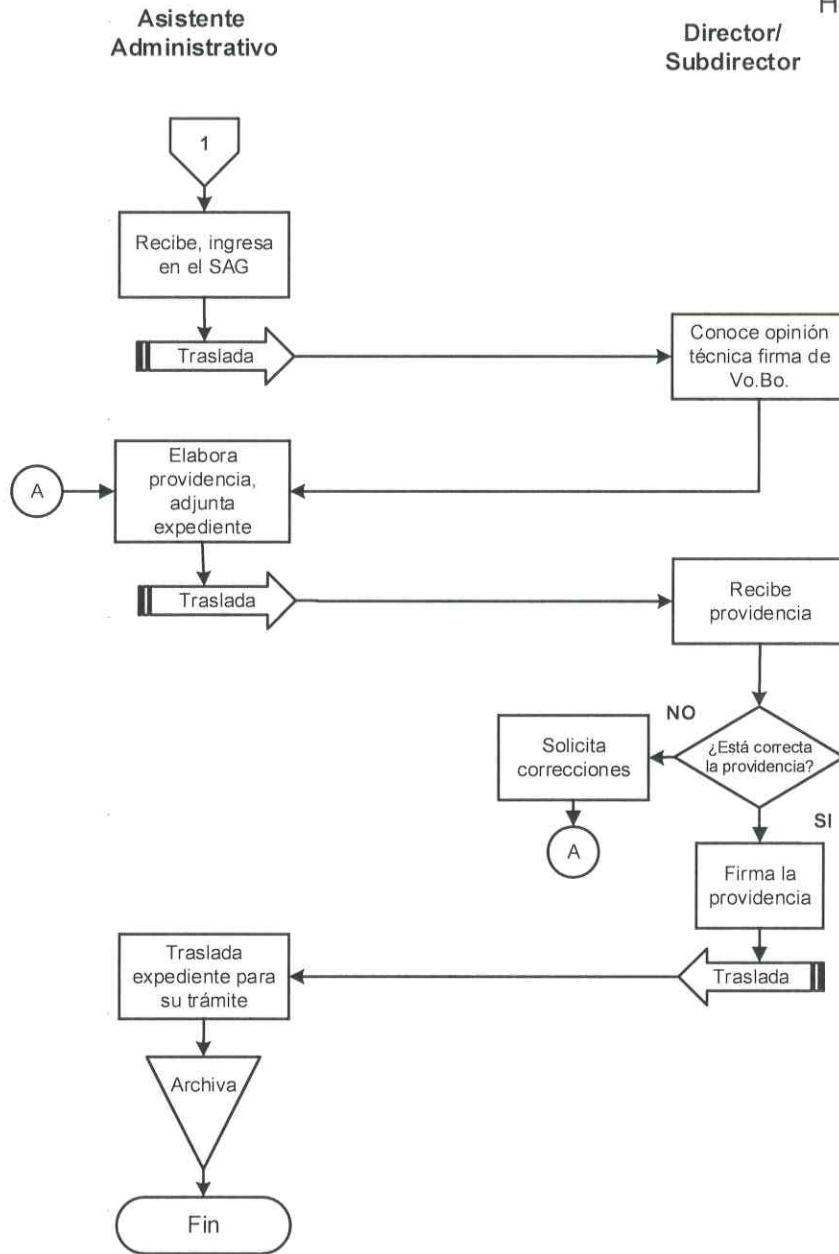 H
Asistente
Administrativo
Director/
Subdirector
1
Recibe, ingresa
en el SAG
Traslada
Conoce opinión
técnica firma de
Vo.Bo.
A
Elabora
providencia,
adjunta
expediente
Traslada
Recibe
providencia
NO
¿Está correcta
la providencia?
Solicita
correcciones
A
SI
Firma la
providencia
Traslada
Traslada
expediente para
su trámite
Archiva
Fin